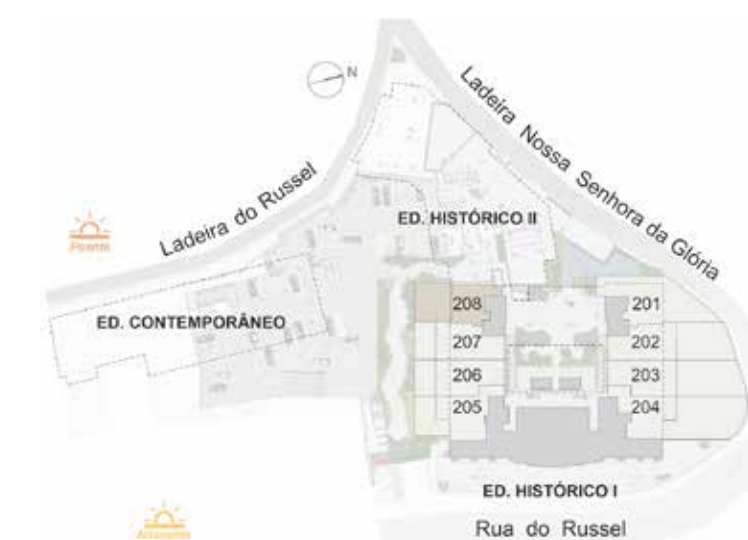 N
Ladeira Nossa Senhora da Glória
Ladeira do Russel
Poente
ED. HISTÓRICO II
ED. CONTEMPORÂNEO
208
201
207
202
206
203
205
204
ED. HISTÓRICO I
Nascente
Rua do Russel